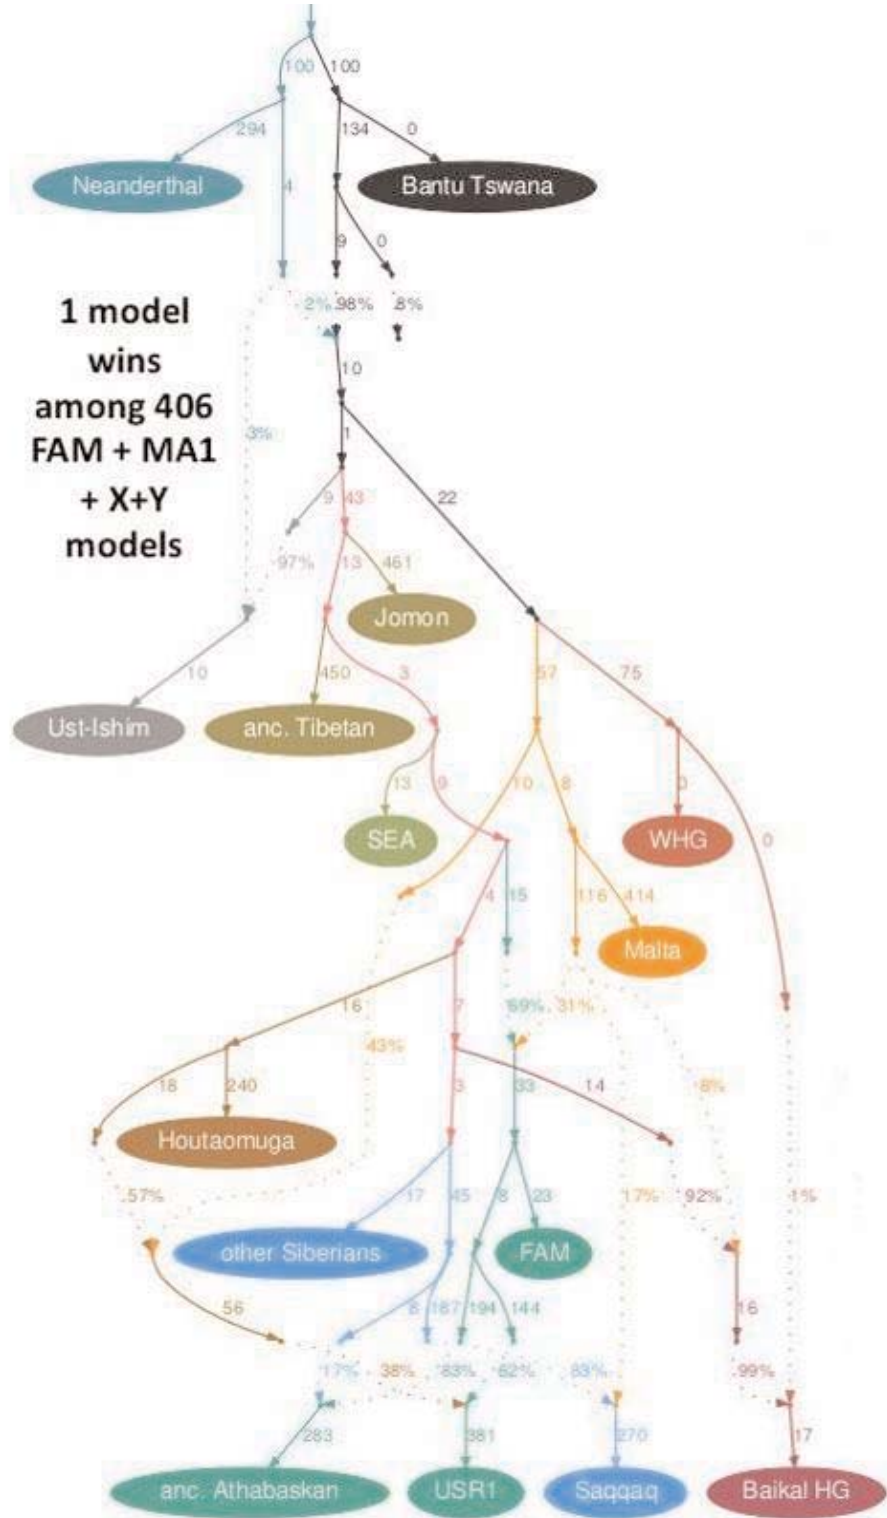 100 100
294 134 0
Neanderthal 4 Bantu Tswana
9 0
2% 98% 8%
1 model
wins
among 406
FAM + MA1
+ X+Y
models
10
3% 1
9 43 22
97% 13 461
Jomon
10 450 3 57 75
Ust-Ishim anc. Tibetan
13 9 10 8 0
SEA WHG 0
4 15 116 414
Malta
16 7 69% 31%
43%
18 240 3 33 14 8%
Houtaomuga
57% 17 45 8 23 17% 92% 1%
other Siberians FAM
56 8 187 194 144 16
17% 38% 83% 62% 83% 99%
283 381 270 17
anc. Athabaskan USR1 Saqqaq Baikal HG